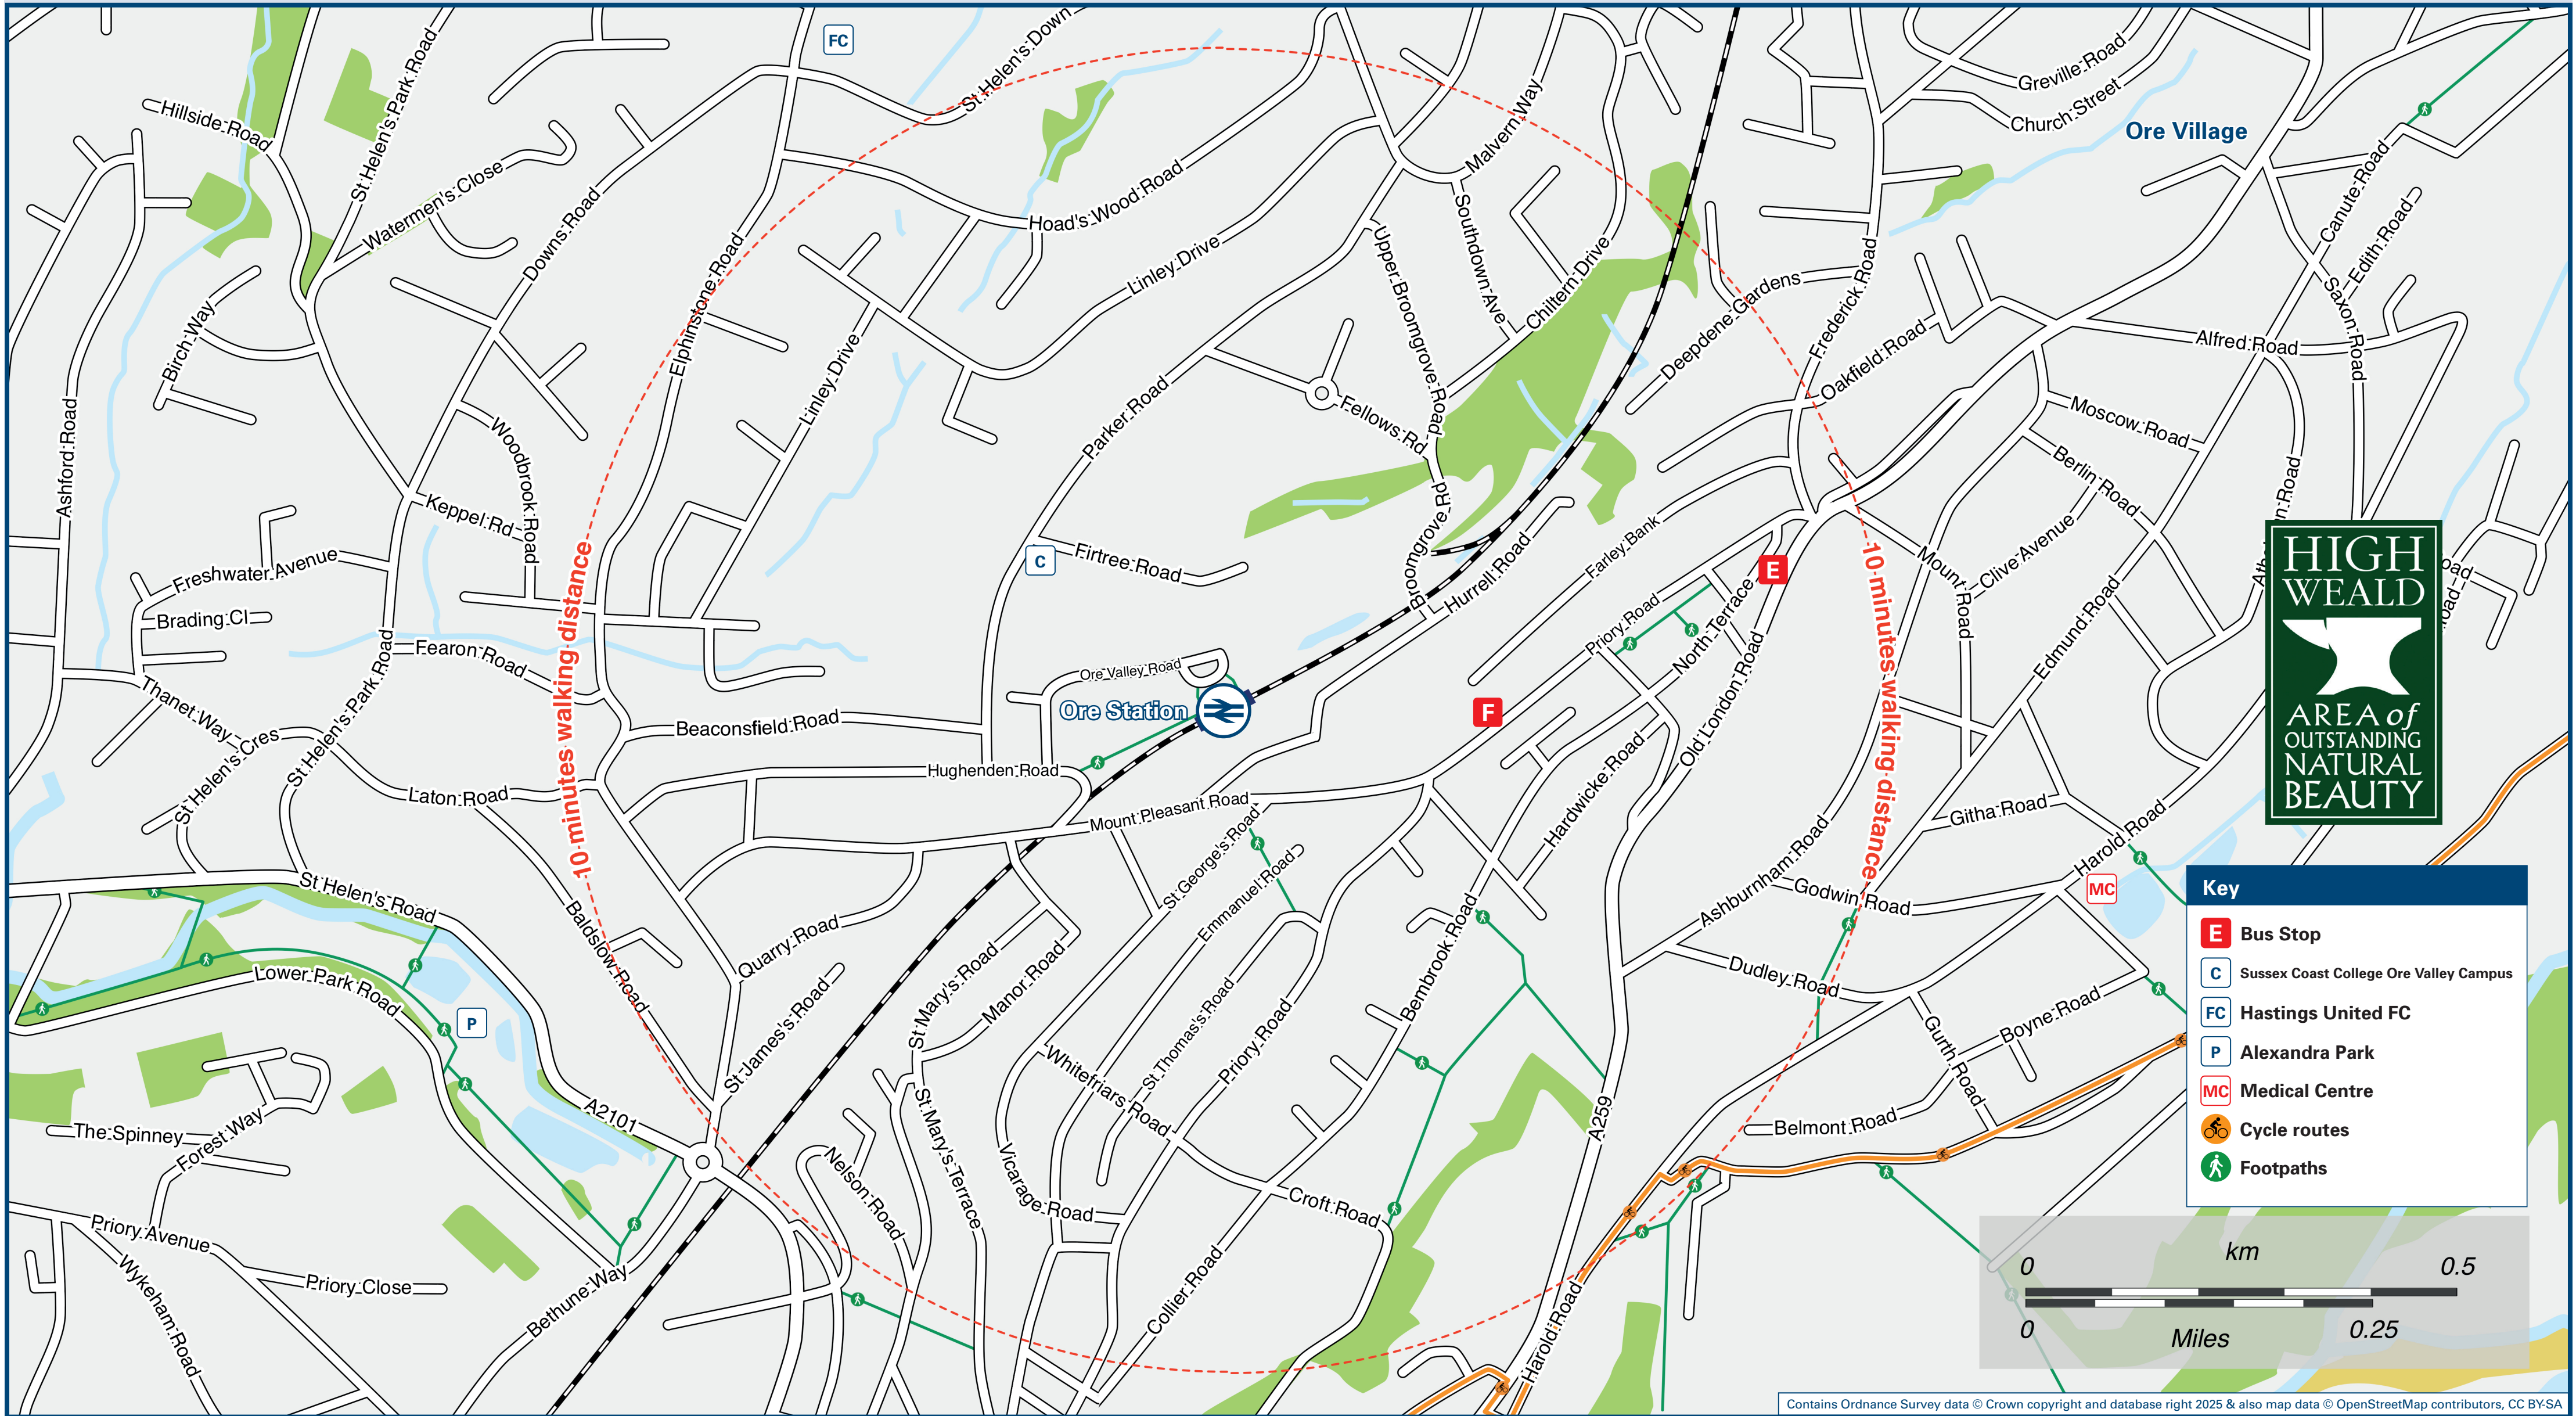 FC
St Helen's Down
St Helen's Park Road
Hillside Road
Watermen's Close
Downs Road
Elphinstone Road
Hoad's Wood Road
Linley Drive
Malvern Way
Southdown Ave
Upper Broomgrove Road
Chiltern Drive
Greville Road
Church Street
Ore Village
Canute Road
Edith Road
Saxon Road
Deepdene Gardens
Frederick Road
Oakfield Road
Alfred Road
Birch Way
Ashford Road
Woodbrook Road
Linley Drive
Parker Road
Fellows Rd
Moscow Road
Berlin Road
Keppel Rd
Broomgrove Rd
Farley Bank
Hurrell Road
C
Firtree Road
Freshwater Avenue
Brading Cl
Fearon Road
10 minutes walking distance
E
Mount Road
Clive Avenue
Edmund Road
10 minutes walking distance
Priory Road
North Terrace
Old London Road
HIGH
WEALD
AREA of
OUTSTANDING
NATURAL
BEAUTY
Ore Valley Road
Ore Station
Beaconsfield Road
F
Thanet Way
St Helen's Cres
St Helen's Park Road
Laton Road
Hughenden Road
Mount Pleasant Road
Hardwicke Road
Githa Road
Harold Road
MC
St Helen's Road
Baldslow Road
Quarry Road
St George's Road
Emmanuel Road
Ashburnham Road
Godwin Road
Dudley Road
Lower Park Road
P
St James's Road
St Mary's Road
Manor Road
St Thomas's Road
Priory Road
Bembrook Road
Gurth Road
Boyne Road
Belmont Road
A2101
A259
The Spinney
Forest Way
Whitefriars Road
Nelson Road
St Mary's Terrace
Vicarage Road
Croft Road
Collier Road
Harold Road
Priory Avenue
Wykeham Road
Priory Close
Bethune Way
Key
E Bus Stop
C Sussex Coast College Ore Valley Campus
FC Hastings United FC
P Alexandra Park
MC Medical Centre
Cycle routes
Footpaths
km
0 0.5
0 Miles 0.25
Contains Ordnance Survey data © Crown copyright and database right 2025 & also map data © OpenStreetMap contributors, CC BY-SA